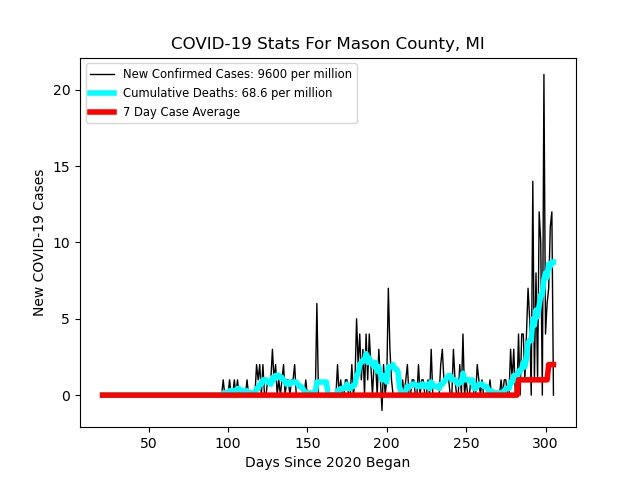 COVID-19 Stats For Mason County, MI
New Confirmed Cases: 9600 per million
Cumulative Deaths: 68.6 per million
7 Day Case Average
New COVID-19 Cases
20
15
10
5
0
50 100 150 200 250 300
Days Since 2020 Began